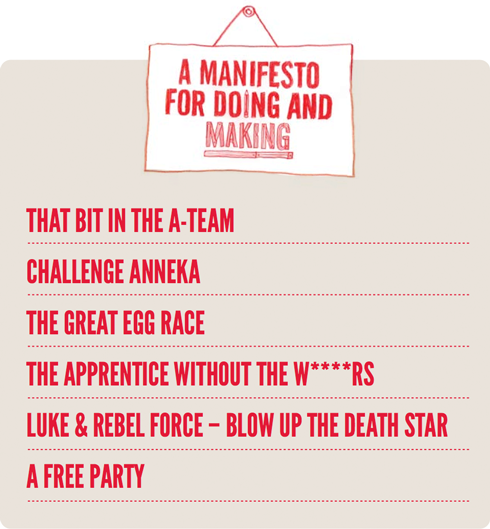 A MANIFESTO
FOR DOING AND
MAKING
THAT BIT IN THE A-TEAM
CHALLENGE ANNEKA
THE GREAT EGG RACE
THE APPRENTICE WITHOUT THE W****RS
LUKE & REBEL FORCE – BLOW UP THE DEATH STAR
A FREE PARTY